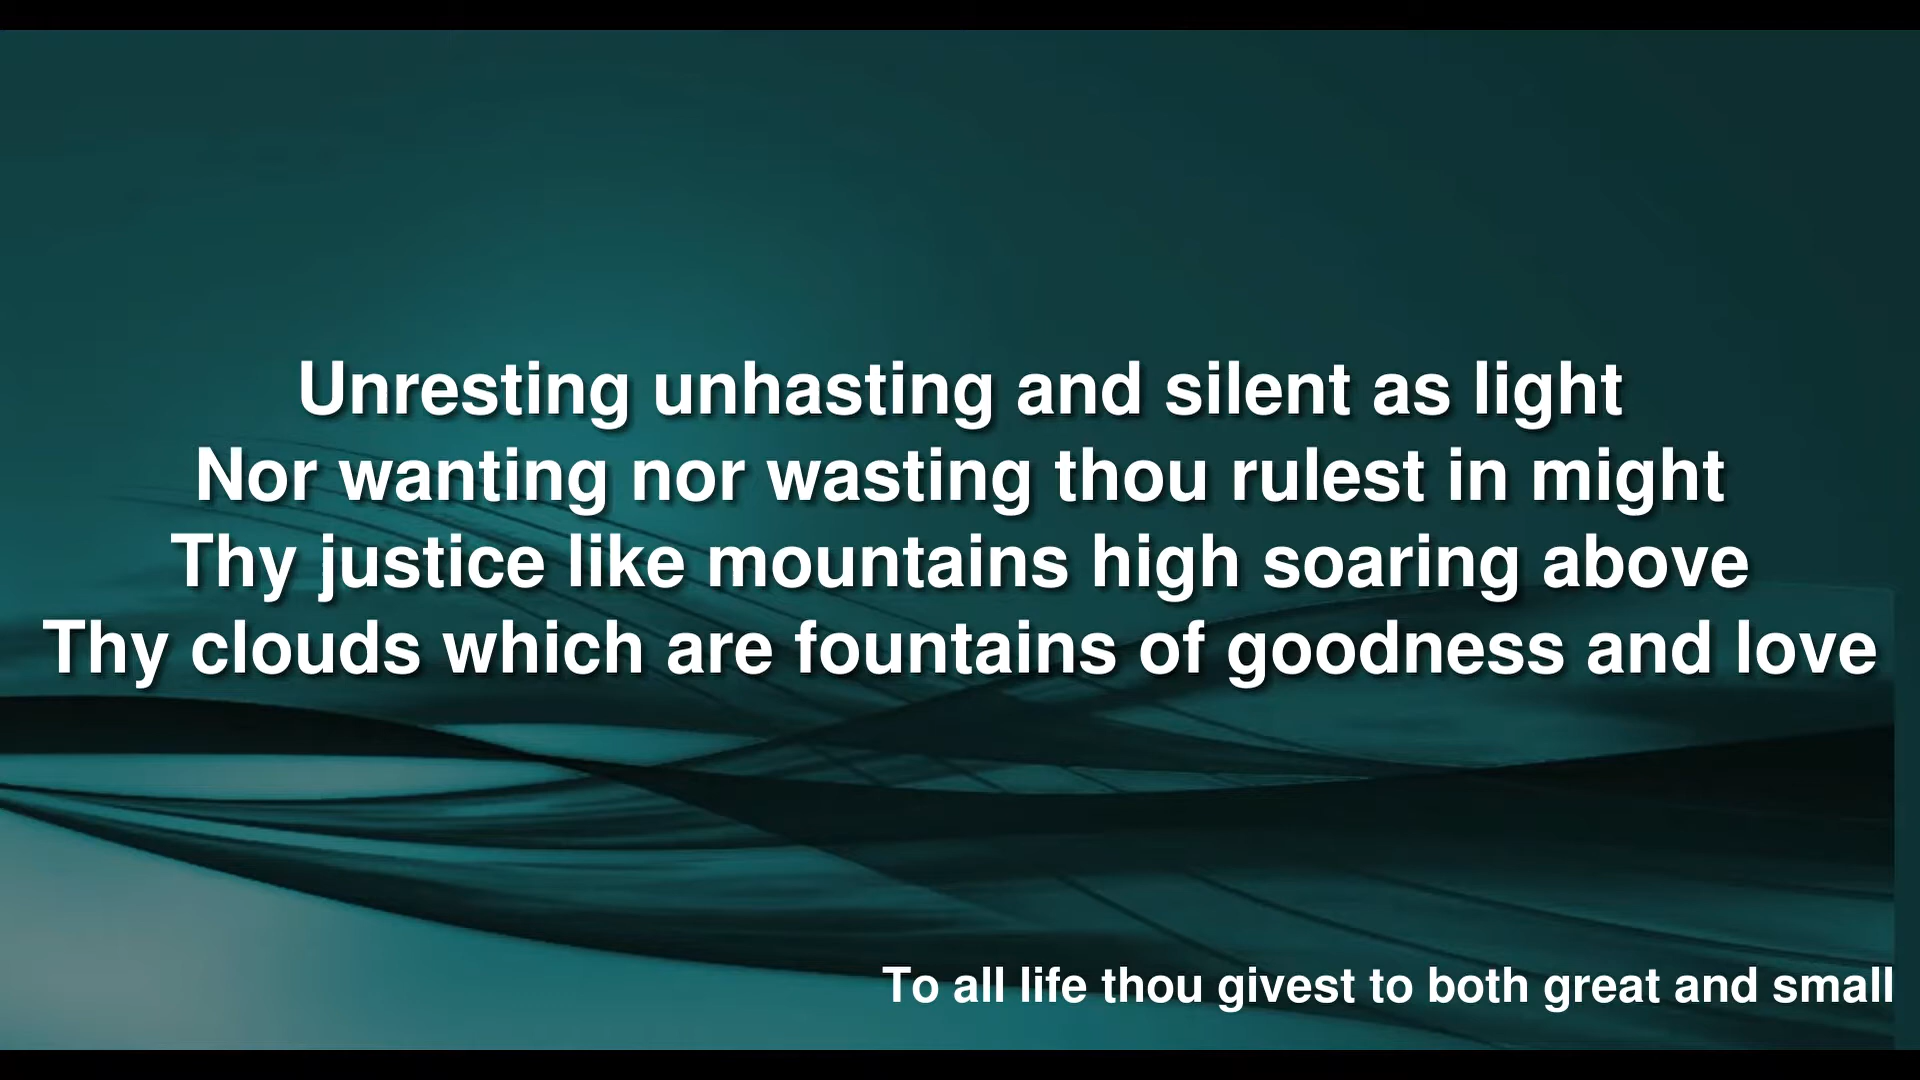 Unresting unhasting and silent as light
Nor wanting nor wasting thou rulest in might
Thy justice like mountains high soaring above
Thy clouds which are fountains of goodness and love
To all life thou givest to both great and small